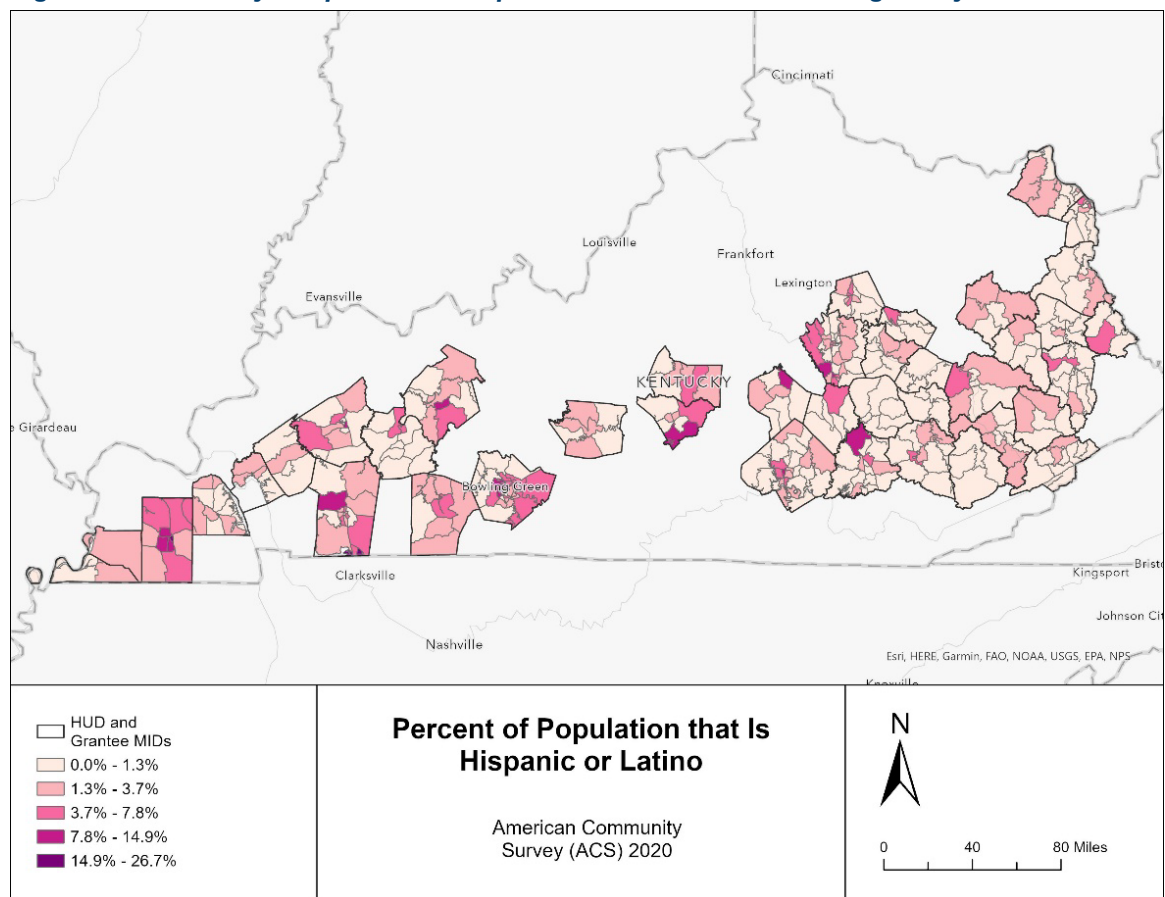 Cincinnati
Louisville
Frankfort
Lexington
Evansville
KENTUCKY
e Girardeau
Bowling Green
Clarksville
Kingsport
Bristo
Johnson Cit
Nashville
Esri, HERE, Garmin, FAO, NOAA, USGS, EPA, NPS
HUD and
Grantee MIDs
0.0% - 1.3%
1.3% - 3.7%
3.7% - 7.8%
7.8% - 14.9%
14.9% - 26.7%
Percent of Population that Is
Hispanic or Latino
American Community
Survey (ACS) 2020
N
0 40 80 Miles